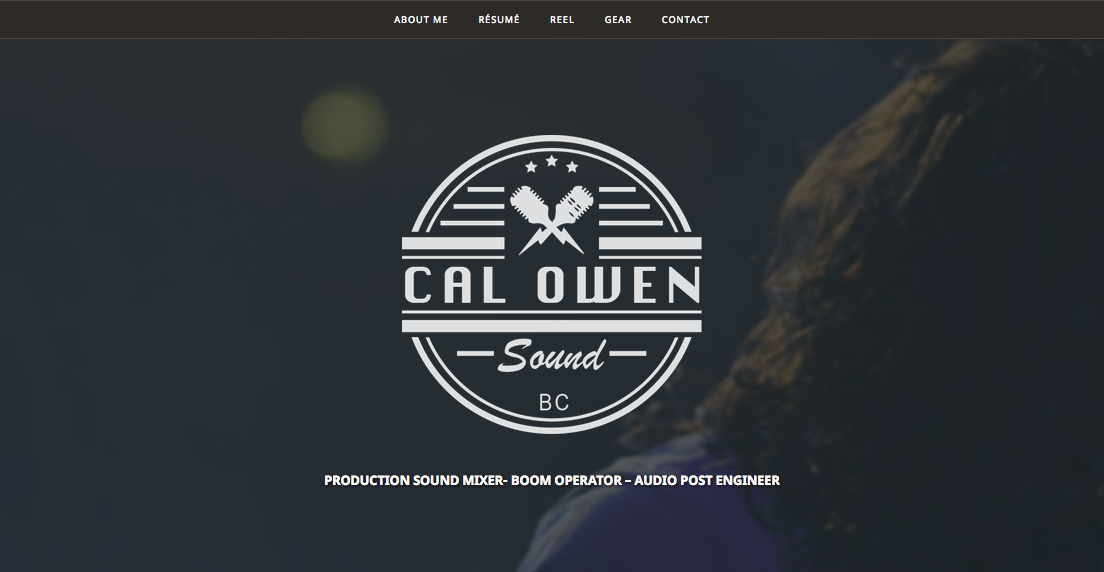 ABOUT ME RÉSUMÉ REEL GEAR CONTACT
CAL OWEN
Sound
BC
PRODUCTION SOUND MIXER- BOOM OPERATOR – AUDIO POST ENGINEER